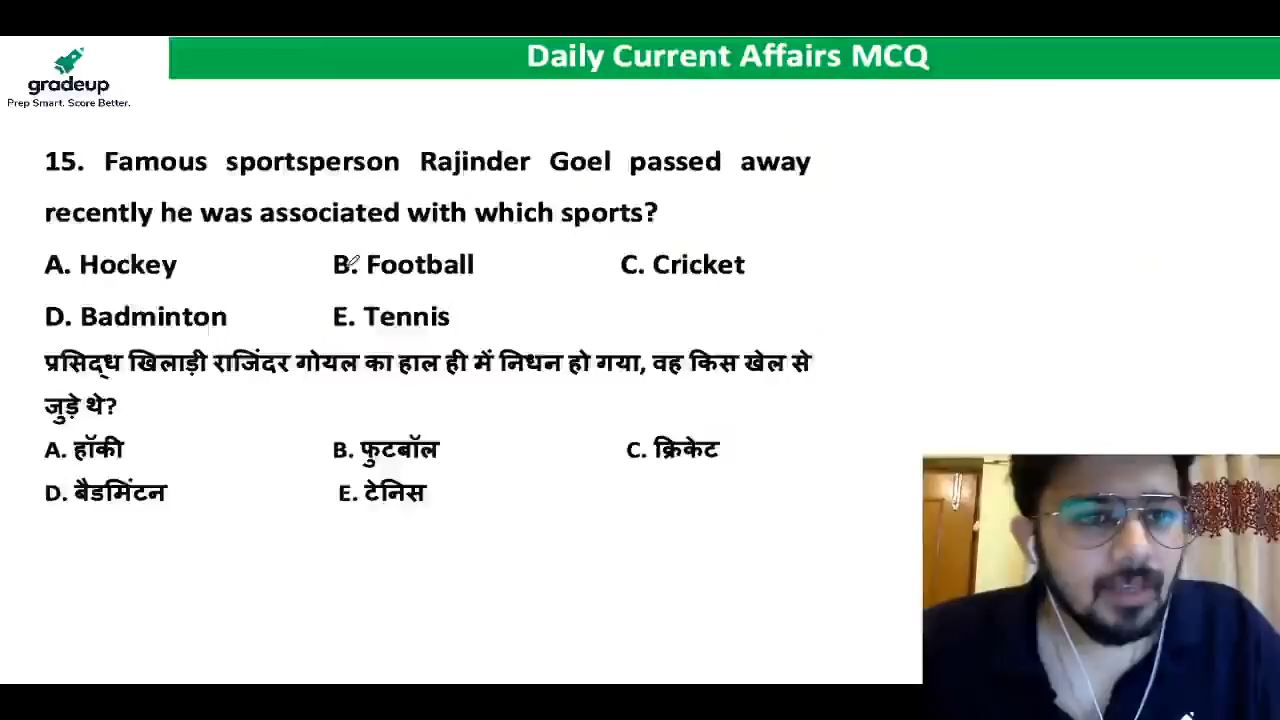 Daily Current Affairs MCQ
gradeup
Prep Smart. Score Better.
15. Famous sportsperson Rajinder Goel passed away
recently he was associated with which sports?
A. Hockey B. Football C. Cricket
D. Badminton E. Tennis
प्रसिद्ध खिलाड़ी राजिंदर गोयल का हाल ही में निधन हो गया, वह किस खेल से
जुड़े थे?
A. हॉकी B. फुटबॉल C. क्रिकेट
D. बैडमिंटन E. टेनिस